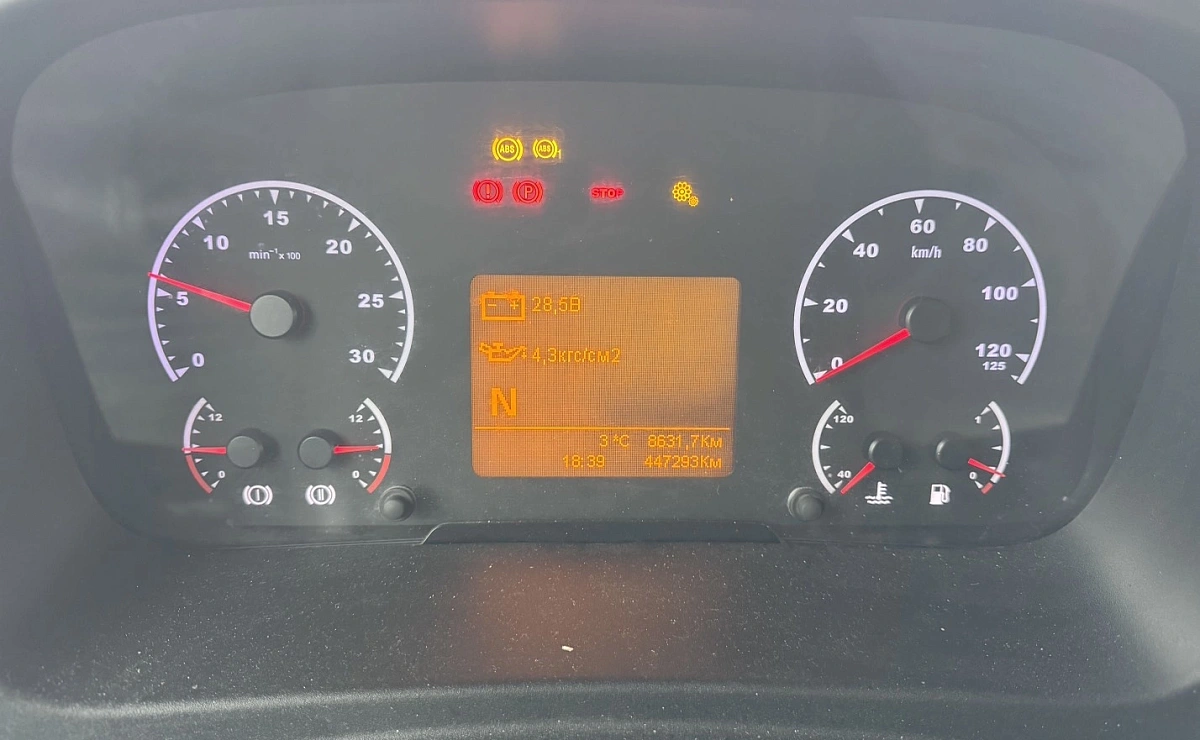 ABS ABS 1
! P STOP
0 5 10 15 20 25 30
min⁻¹ x 100
0 20 40 60 80 100 120
125
km/h
28,5В
4,3кгс/см2
N
3 °C 8631,7Км
18:39 447293Км
12 0
12 0
120 40
1 0
I II